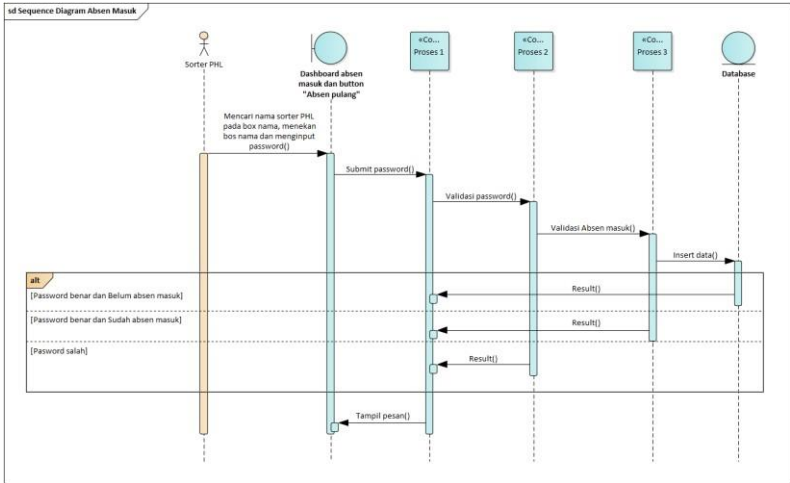 sd Sequence Diagram Absen Masuk
Sorter PHL
Dashboard absen
masuk dan button
"Absen pulang"
«Co...
Proses 1
«Co...
Proses 2
«Co...
Proses 3
Database
Mencari nama sorter PHL
pada box nama, menekan
bos nama dan menginput
password()
Submit password()
Validasi password()
Validasi Absen masuk()
Insert data()
alt
[Password benar dan Belum absen masuk]
Result()
[Password benar dan Sudah absen masuk]
Result()
[Pasword salah]
Result()
Tampil pesan()